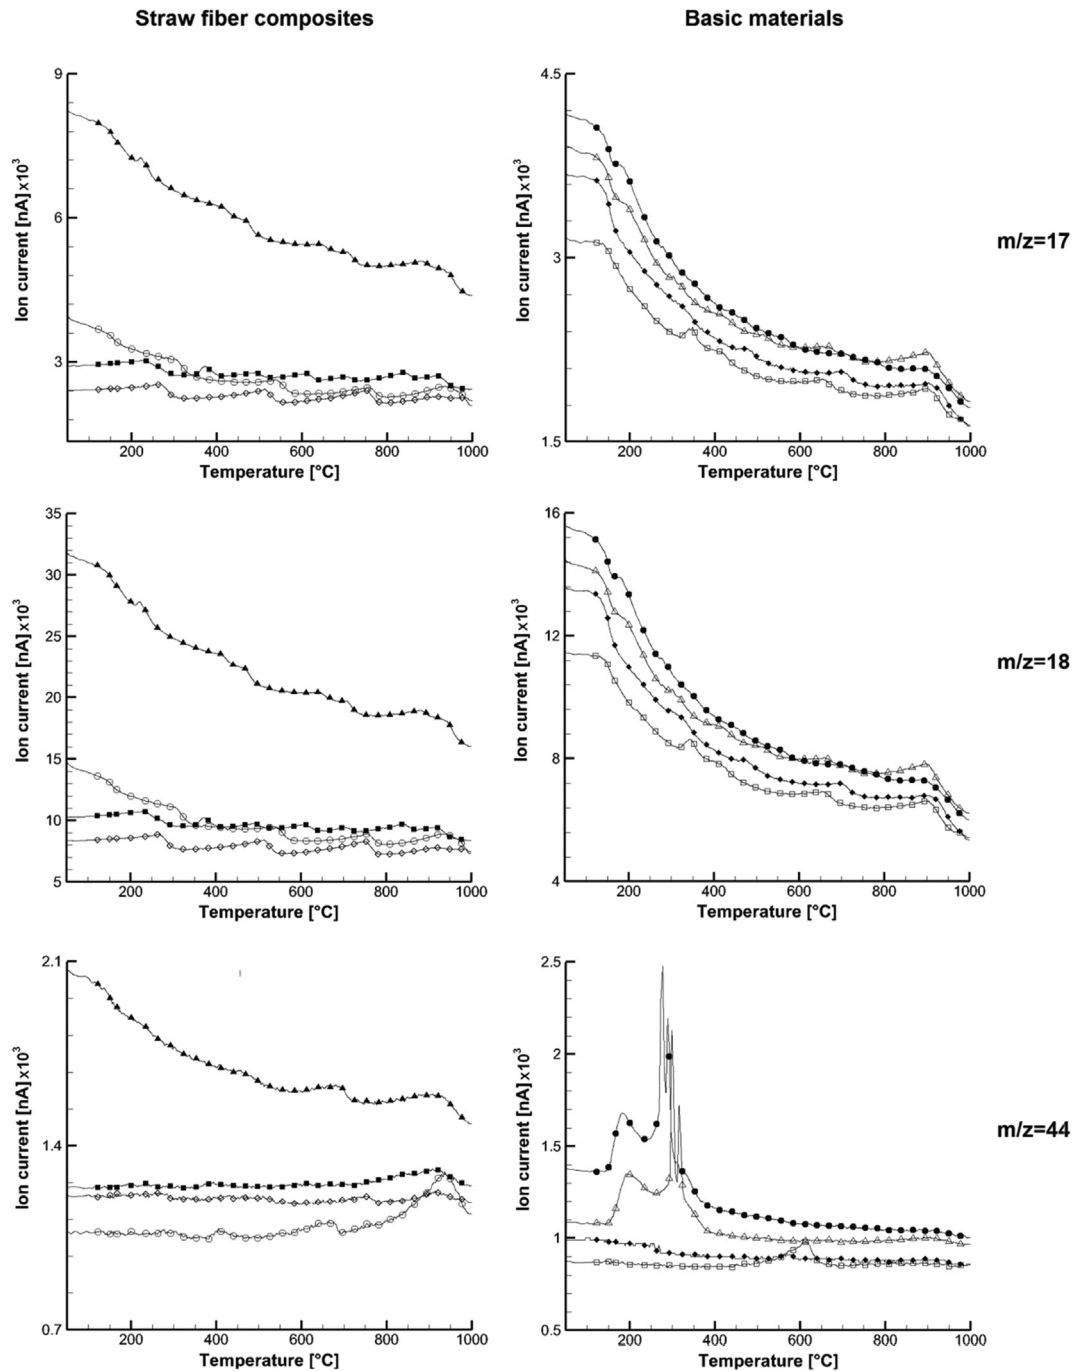 Straw fiber composites
Basic materials
9
6
3
Ion current [nA]x10³
200 400 600 800 1000
Temperature [°C]
4.5
3
1.5
Ion current [nA]x10³
200 400 600 800 1000
Temperature [°C]
m/z=17
35
30
25
20
15
10
5
Ion current [nA]x10³
200 400 600 800 1000
Temperature [°C]
16
12
8
4
Ion current [nA]x10³
200 400 600 800 1000
Temperature [°C]
m/z=18
2.1
1.4
0.7
Ion current [nA]x10³
200 400 600 800 1000
Temperature [°C]
2.5
2
1.5
1
0.5
Ion current [nA]x10³
200 400 600 800 1000
Temperature [°C]
m/z=44